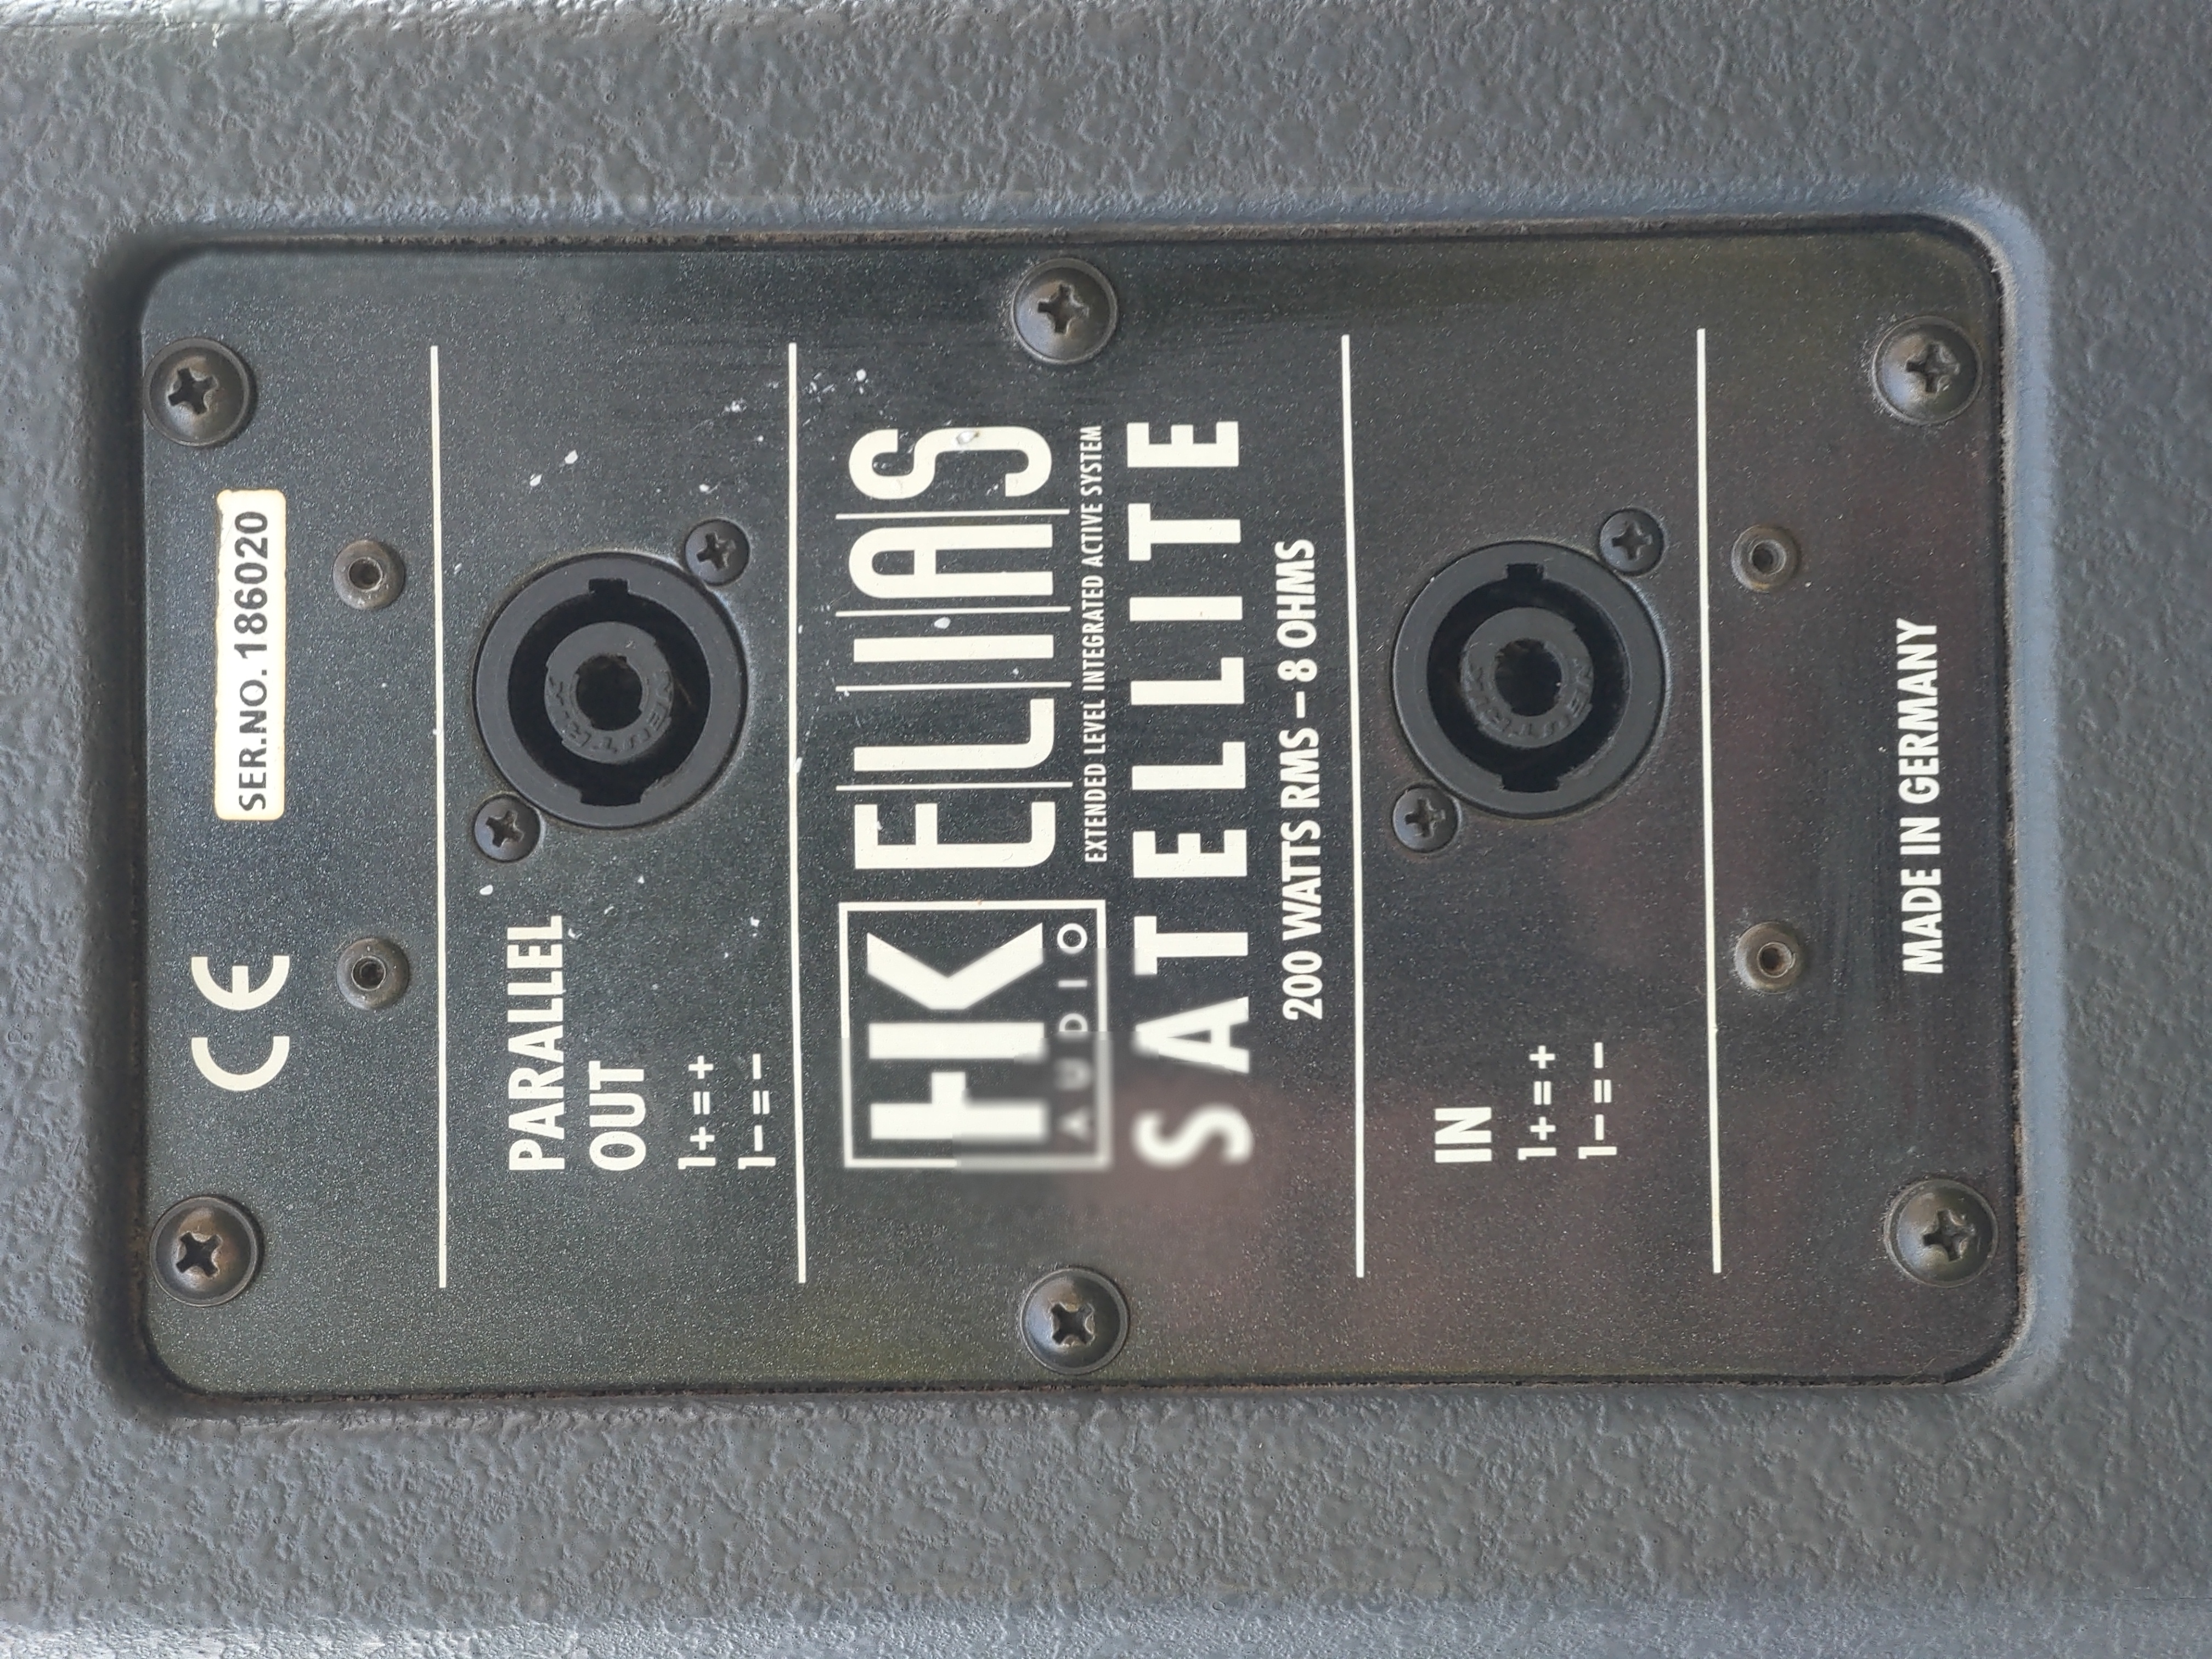 CE
SER.NO. 186020
PARALLEL
OUT
1+ = +
1– = –
HK
AUDIO
ELIAS
EXTENDED LEVEL INTEGRATED ACTIVE SYSTEM
SATELLITE
200 WATTS RMS – 8 OHMS
IN
1+ = +
1– = –
MADE IN GERMANY